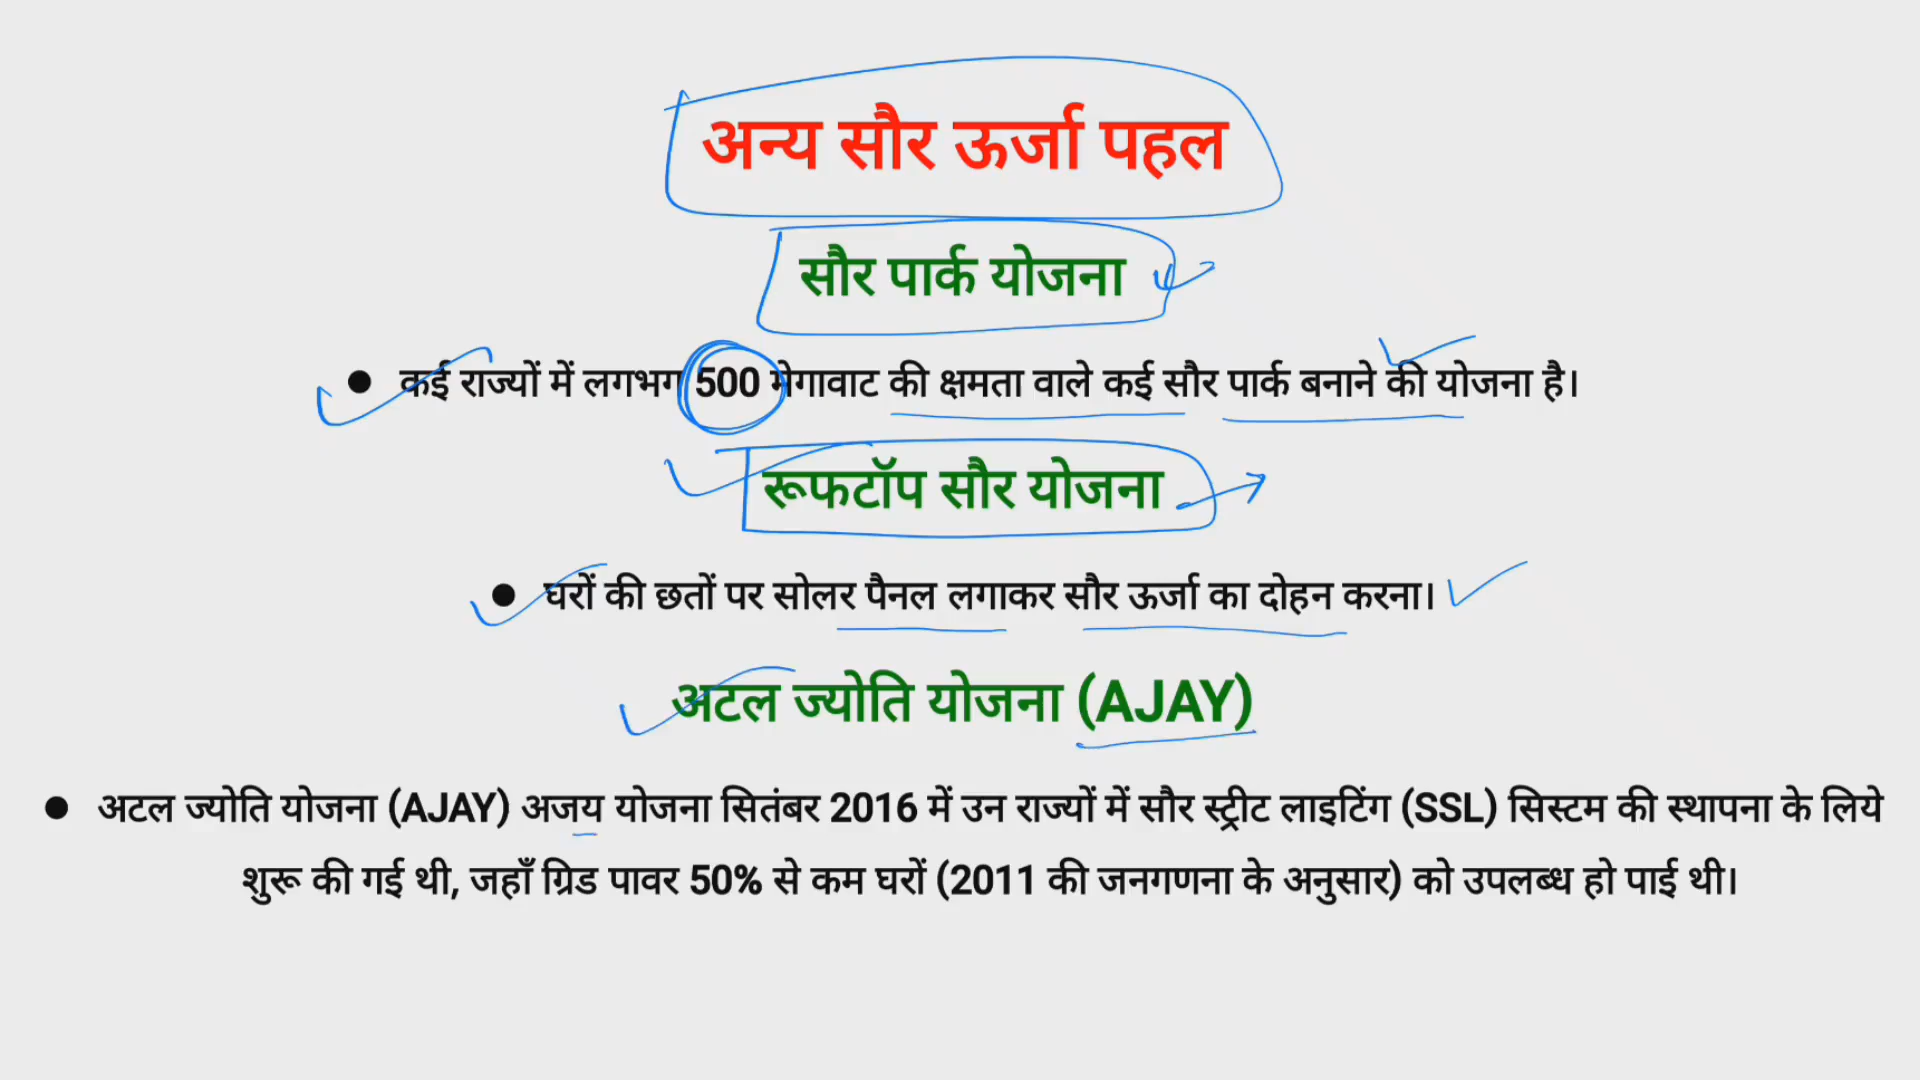 अन्य सौर ऊर्जा पहल
सौर पार्क योजना
● कई राज्यों में लगभग 500 मेगावाट की क्षमता वाले कई सौर पार्क बनाने की योजना है।
रूफटॉप सौर योजना
● घरों की छतों पर सोलर पैनल लगाकर सौर ऊर्जा का दोहन करना।
अटल ज्योति योजना (AJAY)
● अटल ज्योति योजना (AJAY) अजय योजना सितंबर 2016 में उन राज्यों में सौर स्ट्रीट लाइटिंग (SSL) सिस्टम की स्थापना के लिये
शुरू की गई थी, जहाँ ग्रिड पावर 50% से कम घरों (2011 की जनगणना के अनुसार) को उपलब्ध हो पाई थी।